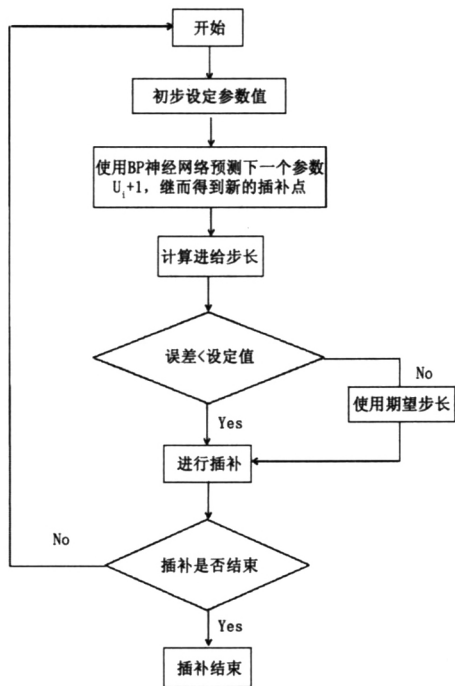 开始
初步设定参数值
使用BP神经网络预测下一个参数
Ui+1，继而得到新的插补点
计算进给步长
误差<设定值
No
使用期望步长
Yes
进行插补
No
插补是否结束
Yes
插补结束